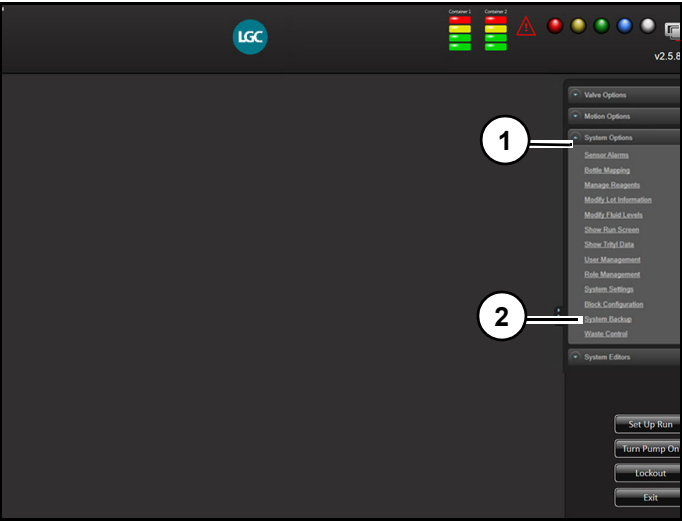 Container 1 Container 2
LGC
v2.5.8
Valve Options
Motion Options
1
System Options
Sensor Alarms
Bottle Mapping
Manage Reagents
Modify Lot Information
Modify Fluid Levels
Show Run Screen
Show Trityl Data
User Management
Role Management
System Settings
Block Configuration
2
System Backup
Waste Control
System Editors
Set Up Run
Turn Pump On
Lockout
Exit